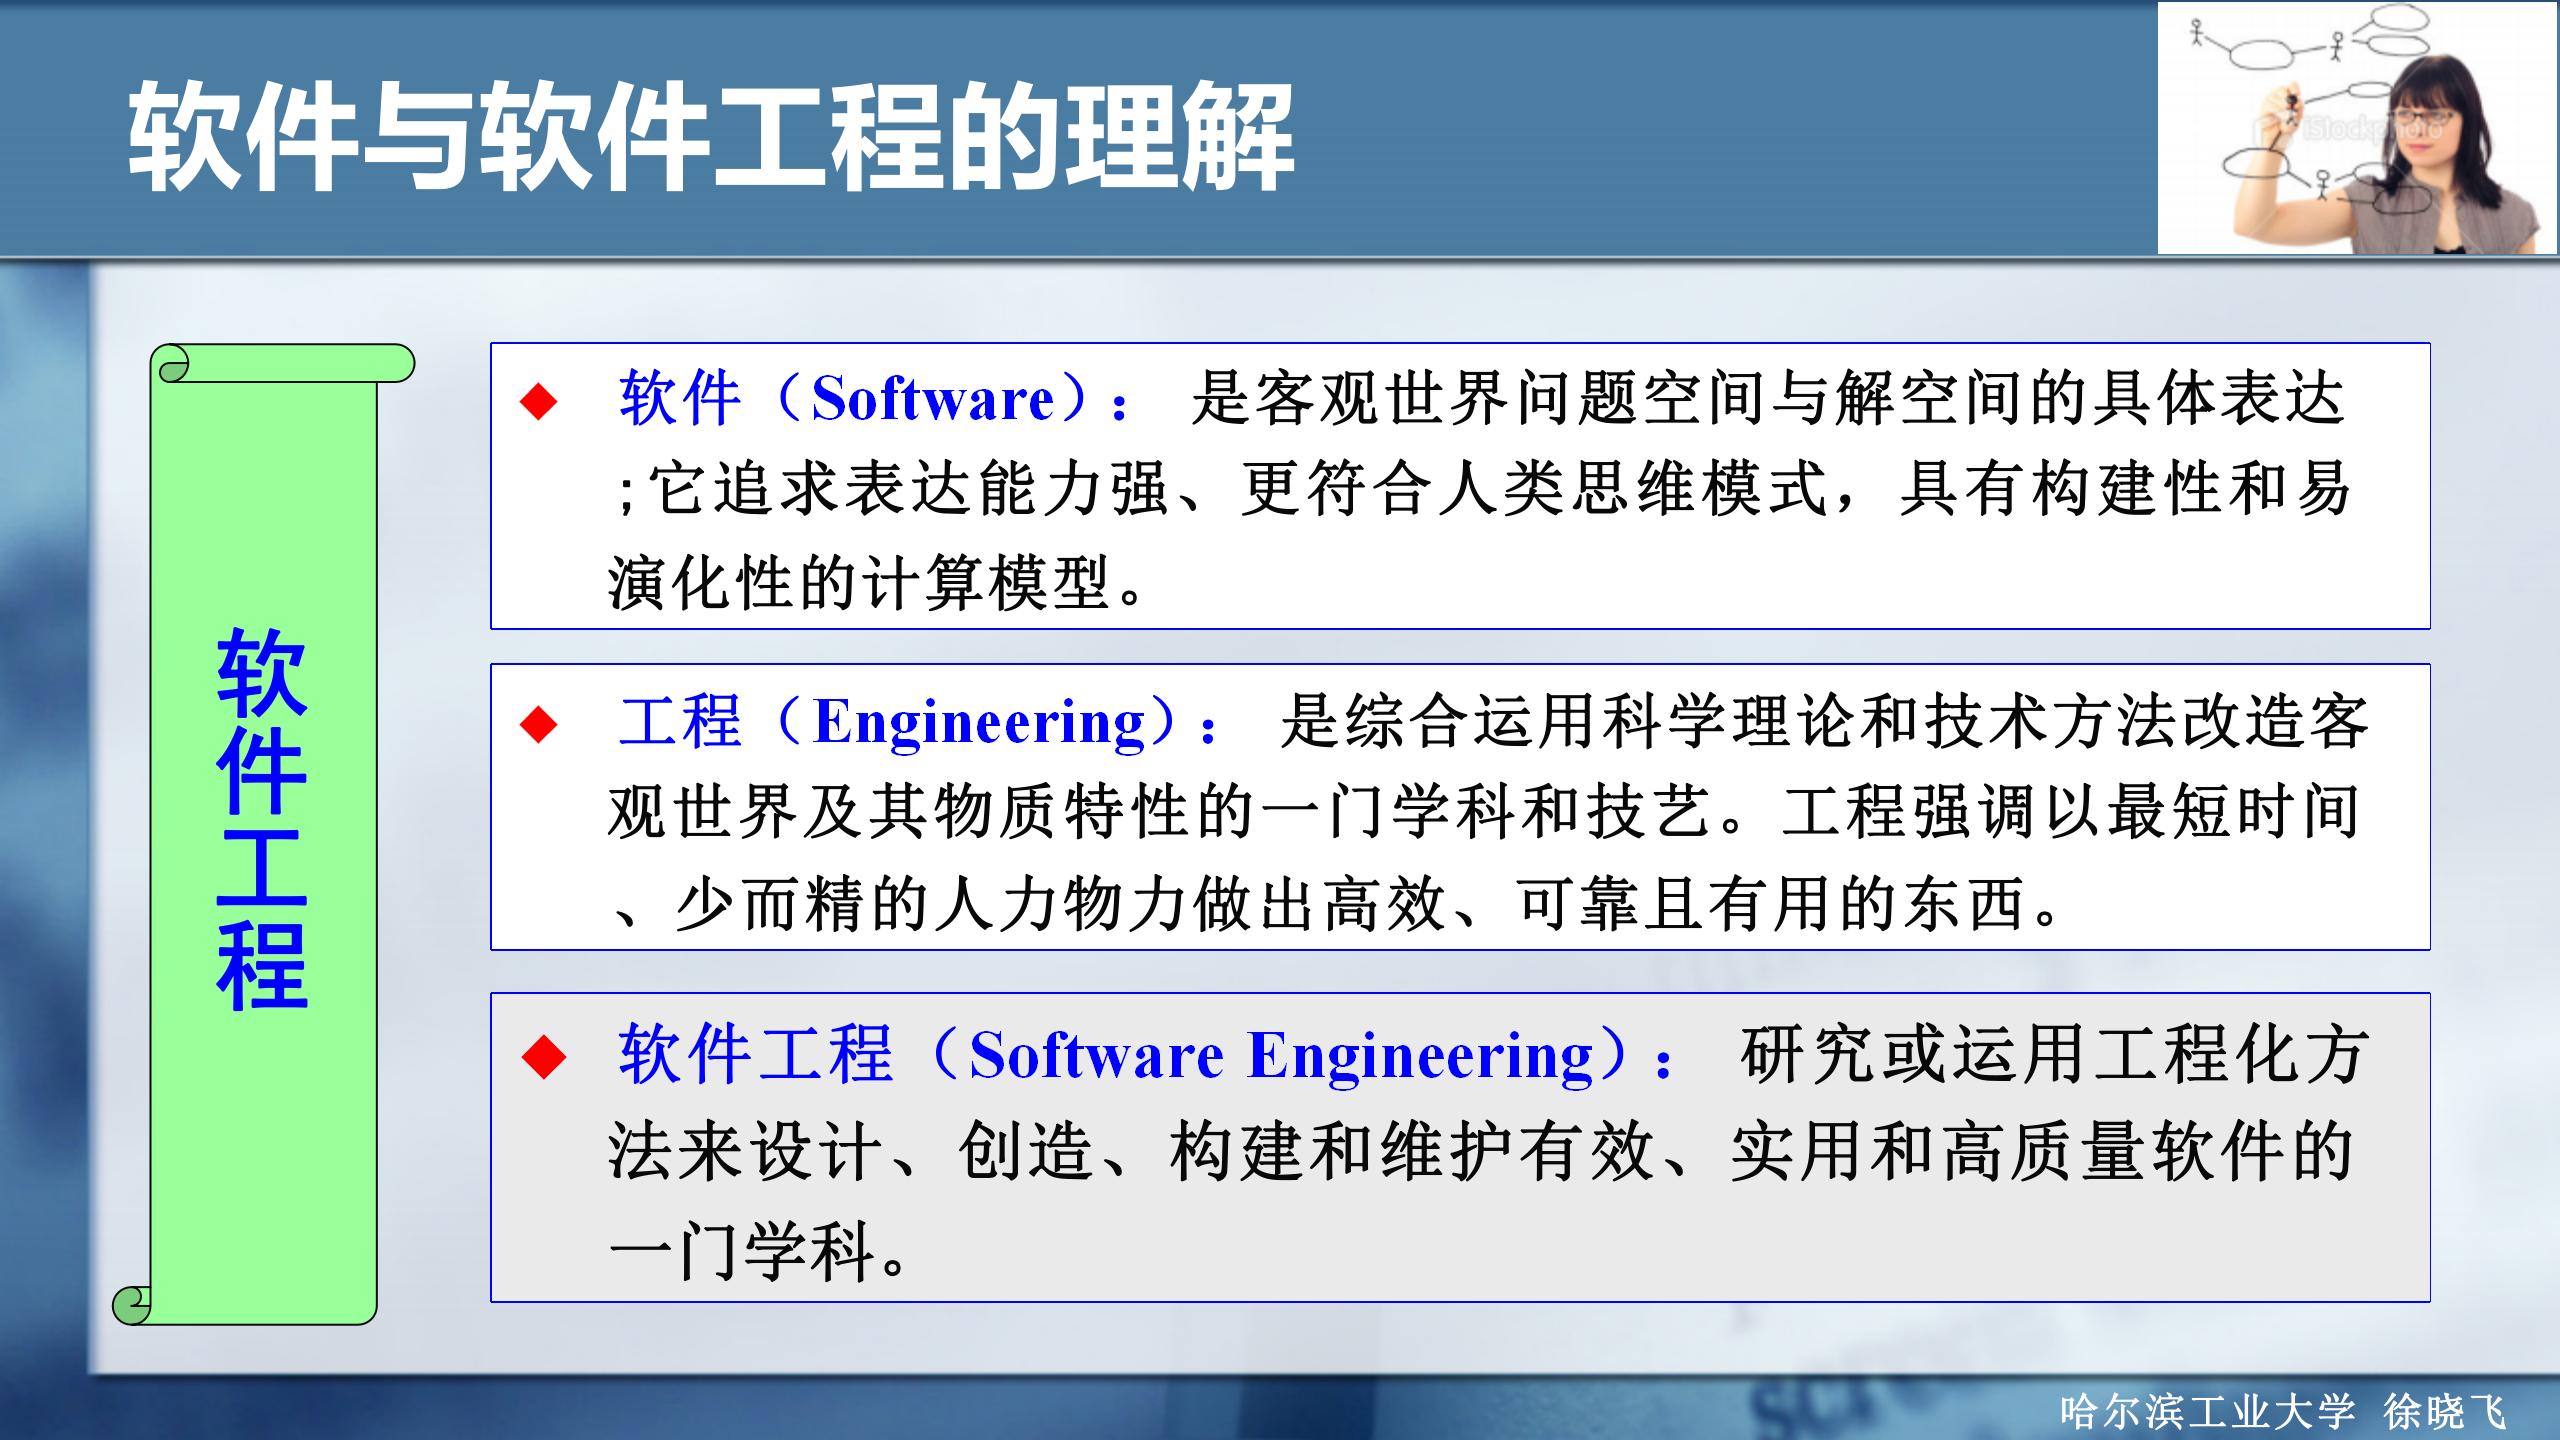 软件与软件工程的理解
iStockphoto
软件工程
软件（Software）： 是客观世界问题空间与解空间的具体表达
;它追求表达能力强、更符合人类思维模式，具有构建性和易
演化性的计算模型。
工程（Engineering）： 是综合运用科学理论和技术方法改造客
观世界及其物质特性的一门学科和技艺。工程强调以最短时间
、少而精的人力物力做出高效、可靠且有用的东西。
软件工程（Software Engineering）： 研究或运用工程化方
法来设计、创造、构建和维护有效、实用和高质量软件的
一门学科。
哈尔滨工业大学 徐晓飞